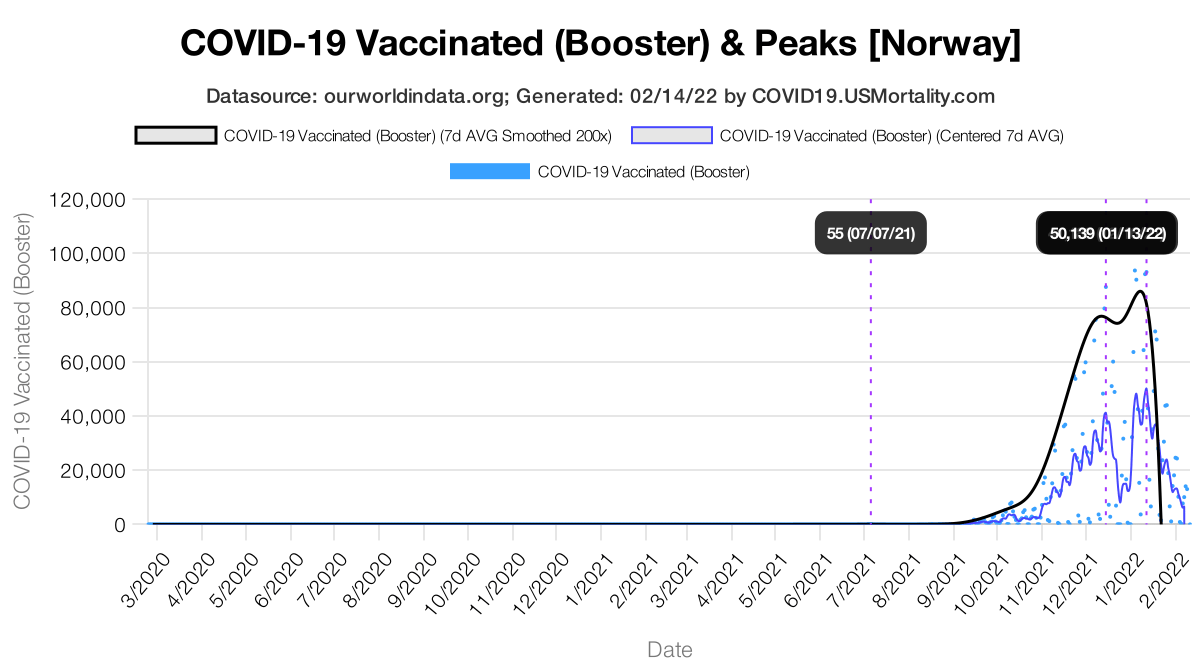 COVID-19 Vaccinated (Booster) & Peaks [Norway]
Datasource: ourworldindata.org; Generated: 02/14/22 by COVID19.USMortality.com
COVID-19 Vaccinated (Booster) (7d AVG Smoothed 200x) COVID-19 Vaccinated (Booster) (Centered 7d AVG)
COVID-19 Vaccinated (Booster)
COVID-19 Vaccinated (Booster)
120,000
100,000
80,000
60,000
40,000
20,000
0
55 (07/07/21) 50,139 (01/13/22)
3/2020 4/2020 5/2020 6/2020 7/2020 8/2020 9/2020 10/2020 11/2020 12/2020 1/2021 2/2021 3/2021 4/2021 5/2021 6/2021 7/2021 8/2021 9/2021 10/2021 11/2021 12/2021 1/2022 2/2022
Date